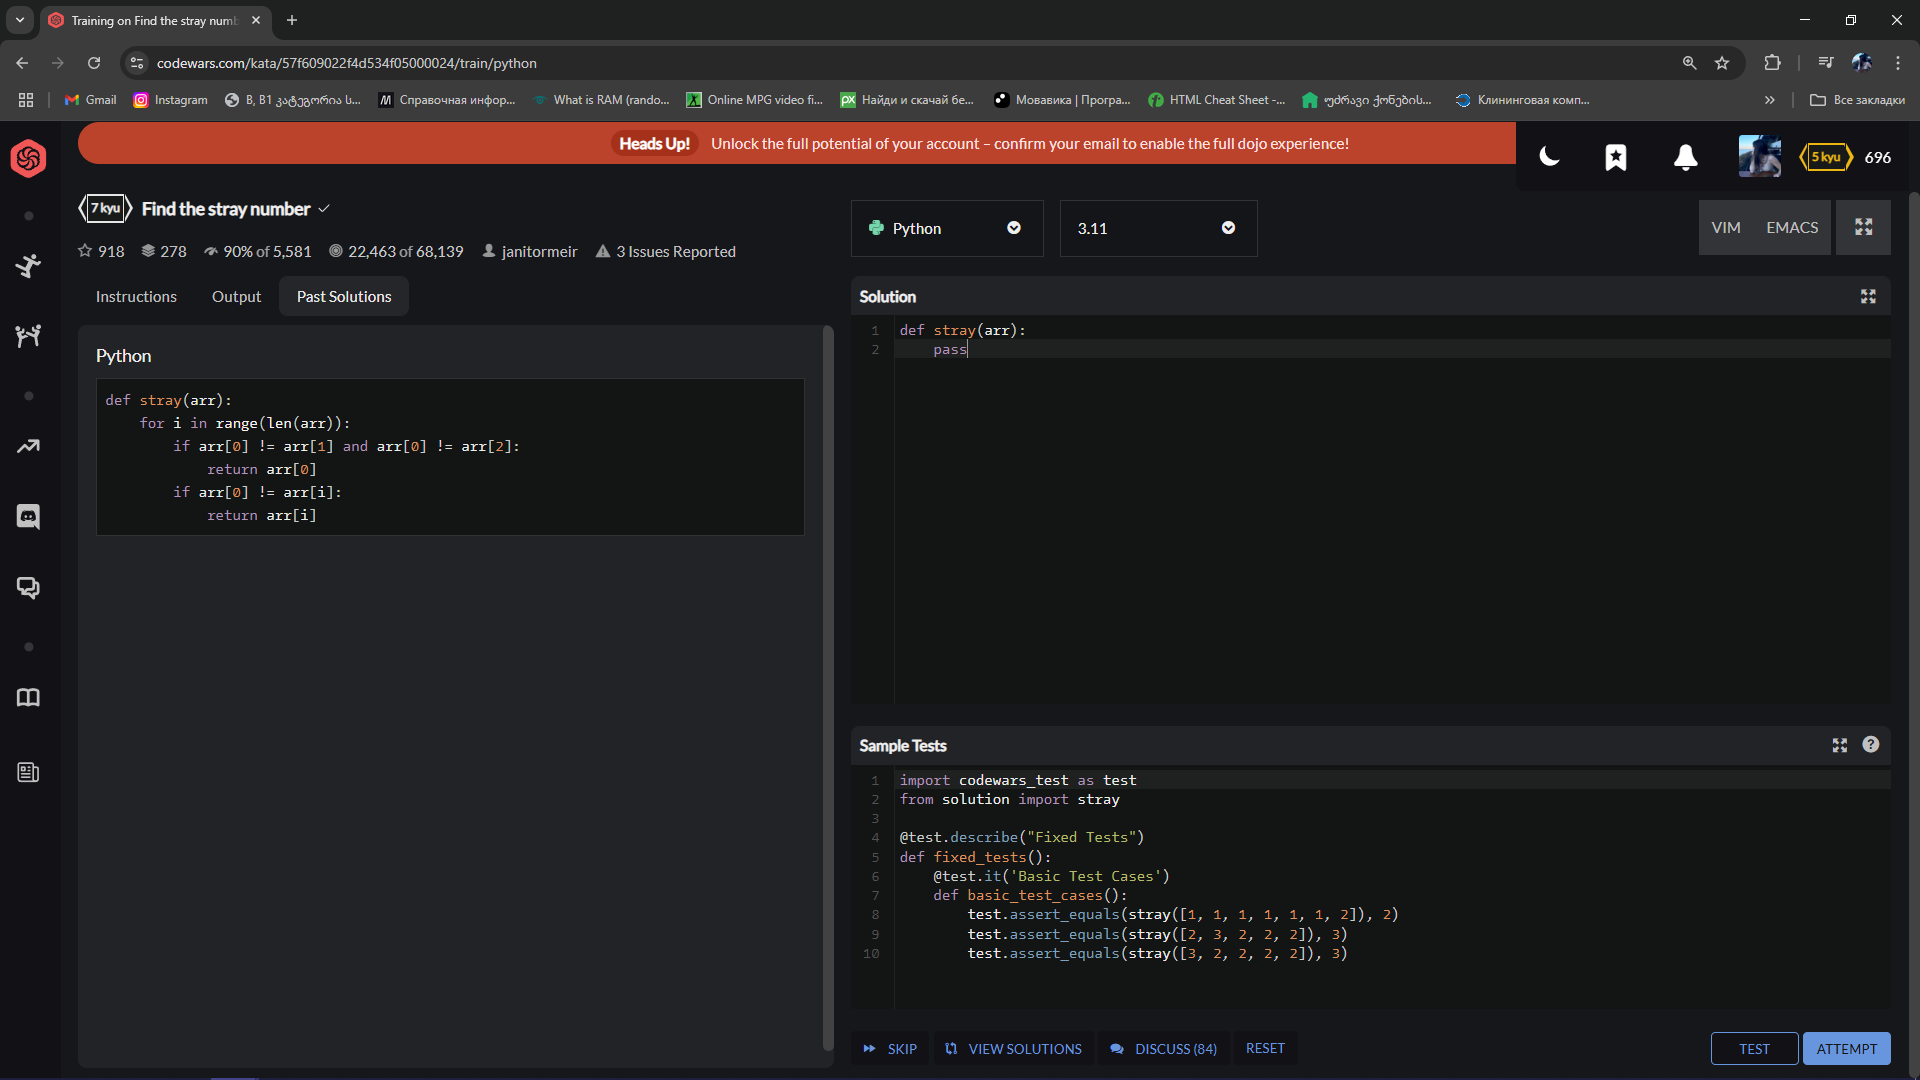 Training on Find the stray numb
codewars.com/kata/57f609022f4d534f05000024/train/python
Gmail
Instagram
B, B1 კატეგორია ს...
Справочная инфор...
What is RAM (rando...
Online MPG video fi...
Найди и скачай бе...
Мовавика | Програ...
HTML Cheat Sheet -...
უძრავი ქონების...
Клининговая комп...
»
Все закладки
Heads Up! Unlock the full potential of your account – confirm your email to enable the full dojo experience!
5 kyu 696
7 kyu Find the stray number
918 278 90% of 5,581 22,463 of 68,139 janitormeir 3 Issues Reported
Python
3.11
VIM EMACS
Instructions Output Past Solutions
Python
def stray(arr):
    for i in range(len(arr)):
        if arr[0] != arr[1] and arr[0] != arr[2]:
            return arr[0]
        if arr[0] != arr[i]:
            return arr[i]
Solution
1 def stray(arr):
2     pass
Sample Tests
1 import codewars_test as test
2 from solution import stray
3
4 @test.describe("Fixed Tests")
5 def fixed_tests():
6     @test.it('Basic Test Cases')
7     def basic_test_cases():
8         test.assert_equals(stray([1, 1, 1, 1, 1, 1, 2]), 2)
9         test.assert_equals(stray([2, 3, 2, 2, 2]), 3)
10         test.assert_equals(stray([3, 2, 2, 2, 2]), 3)
SKIP VIEW SOLUTIONS DISCUSS (84) RESET
TEST ATTEMPT